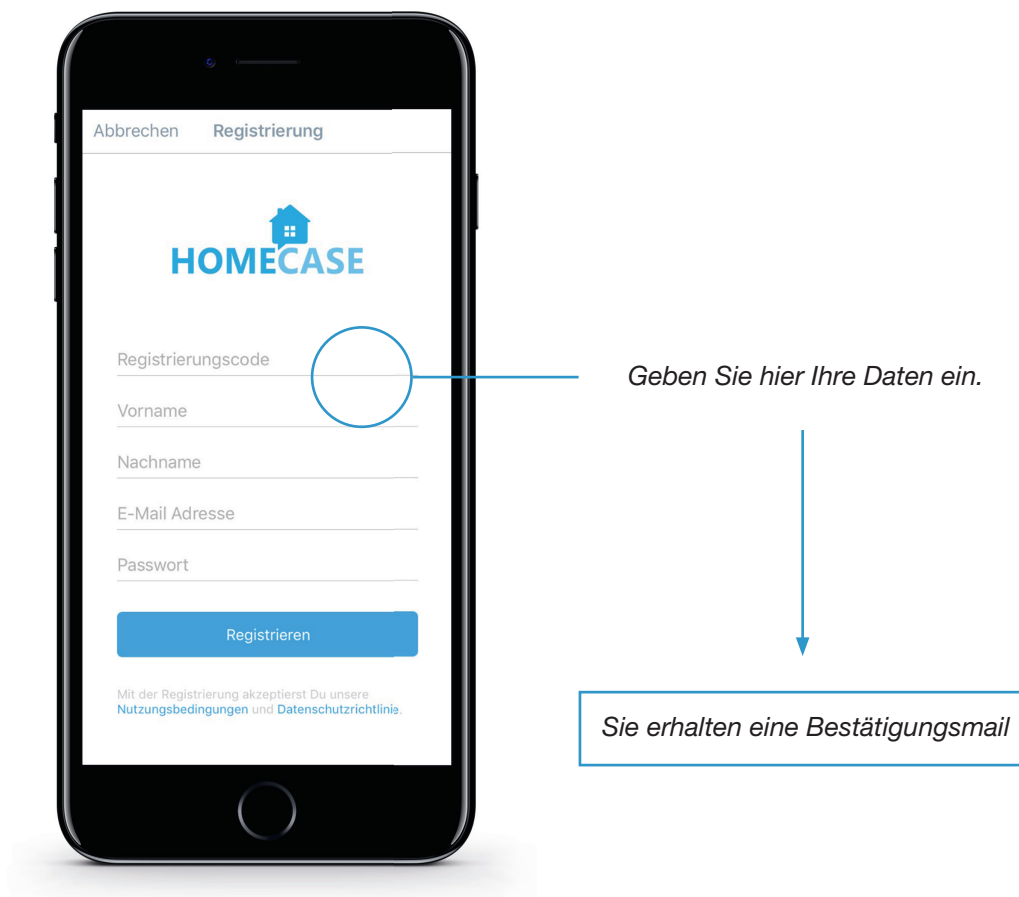 Abbrechen Registrierung
HOMECASE
Registrierungscode
Vorname
Nachname
E-Mail Adresse
Passwort
Registrieren
Mit der Registrierung akzeptierst Du unsere
Nutzungsbedingungen und Datenschutzrichtlinie.
Geben Sie hier Ihre Daten ein.
Sie erhalten eine Bestätigungsmail